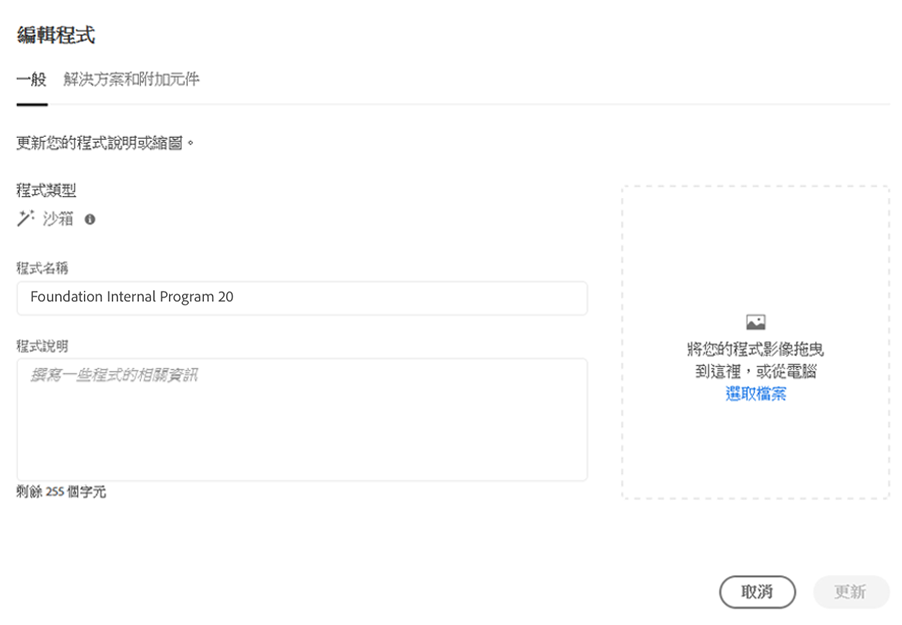 編輯程式
一般 解決方案和附加元件
更新您的程式說明或縮圖。
程式類型
沙箱
程式名稱
Foundation Internal Program 20
程式說明
撰寫一些程式的相關資訊
剩餘 255 個字元
將您的程式影像拖曳
到這裡，或從電腦
選取檔案
取消 更新